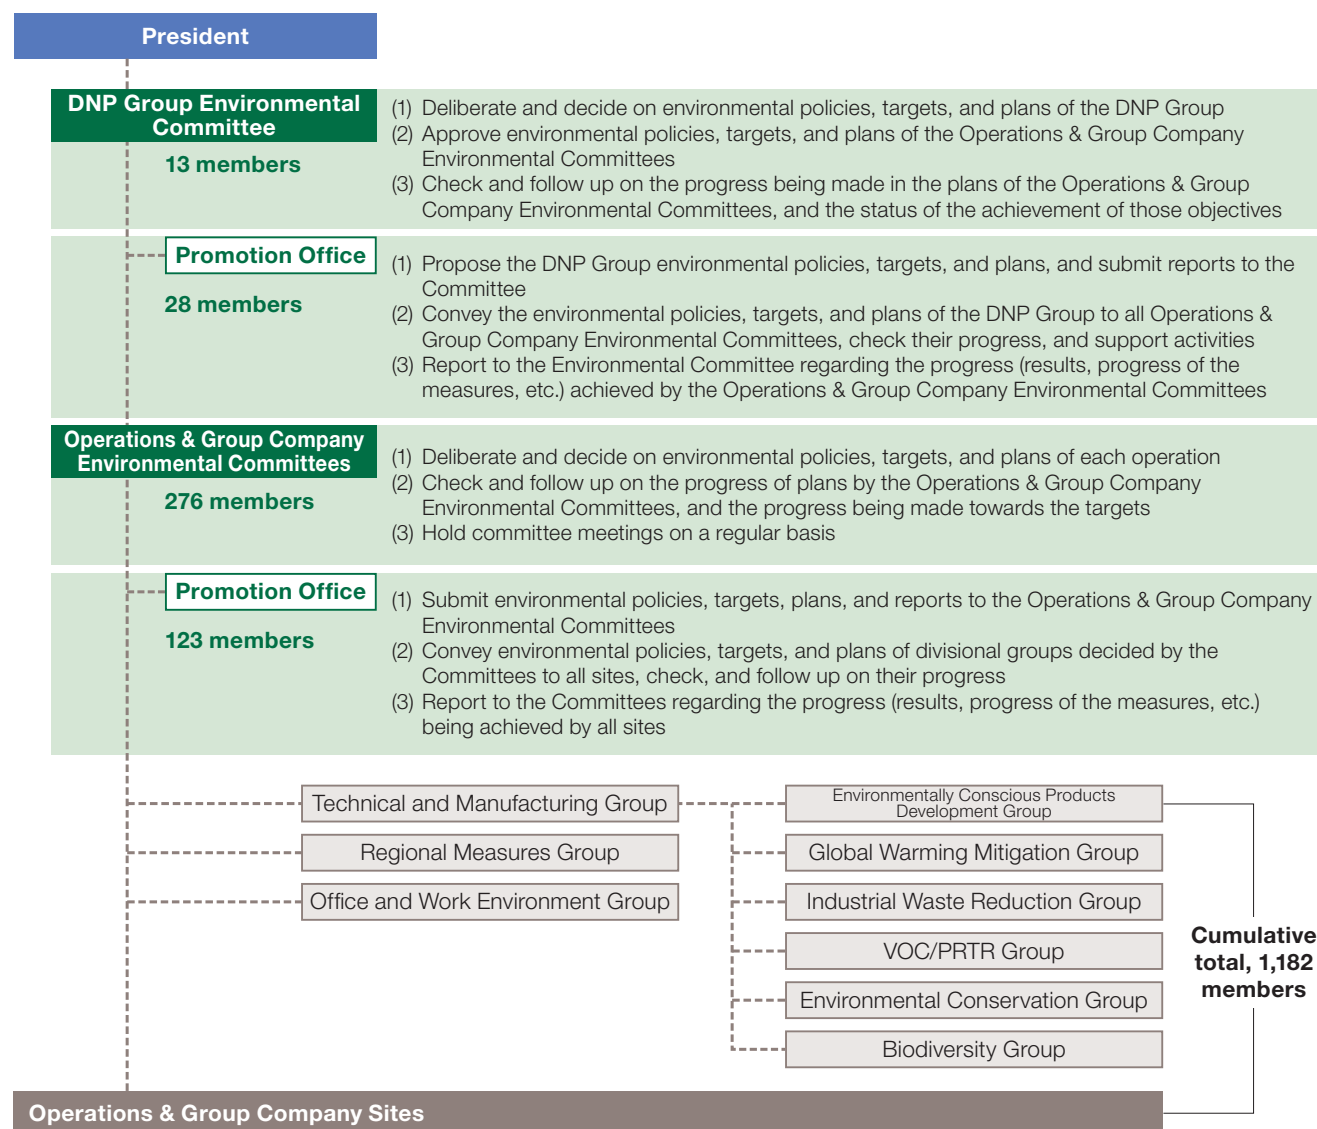 President
DNP Group Environmental
Committee
13 members
(1) Deliberate and decide on environmental policies, targets, and plans of the DNP Group
(2) Approve environmental policies, targets, and plans of the Operations & Group Company
Environmental Committees
(3) Check and follow up on the progress being made in the plans of the Operations & Group
Company Environmental Committees, and the status of the achievement of those objectives
Promotion Office
28 members
(1) Propose the DNP Group environmental policies, targets, and plans, and submit reports to the
Committee
(2) Convey the environmental policies, targets, and plans of the DNP Group to all Operations &
Group Company Environmental Committees, check their progress, and support activities
(3) Report to the Environmental Committee regarding the progress (results, progress of the
measures, etc.) achieved by the Operations & Group Company Environmental Committees
Operations & Group Company
Environmental Committees
276 members
(1) Deliberate and decide on environmental policies, targets, and plans of each operation
(2) Check and follow up on the progress of plans by the Operations & Group Company
Environmental Committees, and the progress being made towards the targets
(3) Hold committee meetings on a regular basis
Promotion Office
123 members
(1) Submit environmental policies, targets, plans, and reports to the Operations & Group Company
Environmental Committees
(2) Convey environmental policies, targets, and plans of divisional groups decided by the
Committees to all sites, check, and follow up on their progress
(3) Report to the Committees regarding the progress (results, progress of the measures, etc.)
being achieved by all sites
Technical and Manufacturing Group
Regional Measures Group
Office and Work Environment Group
Environmentally Conscious Products
Development Group
Global Warming Mitigation Group
Industrial Waste Reduction Group
VOC/PRTR Group
Environmental Conservation Group
Biodiversity Group
Cumulative
total, 1,182
members
Operations & Group Company Sites